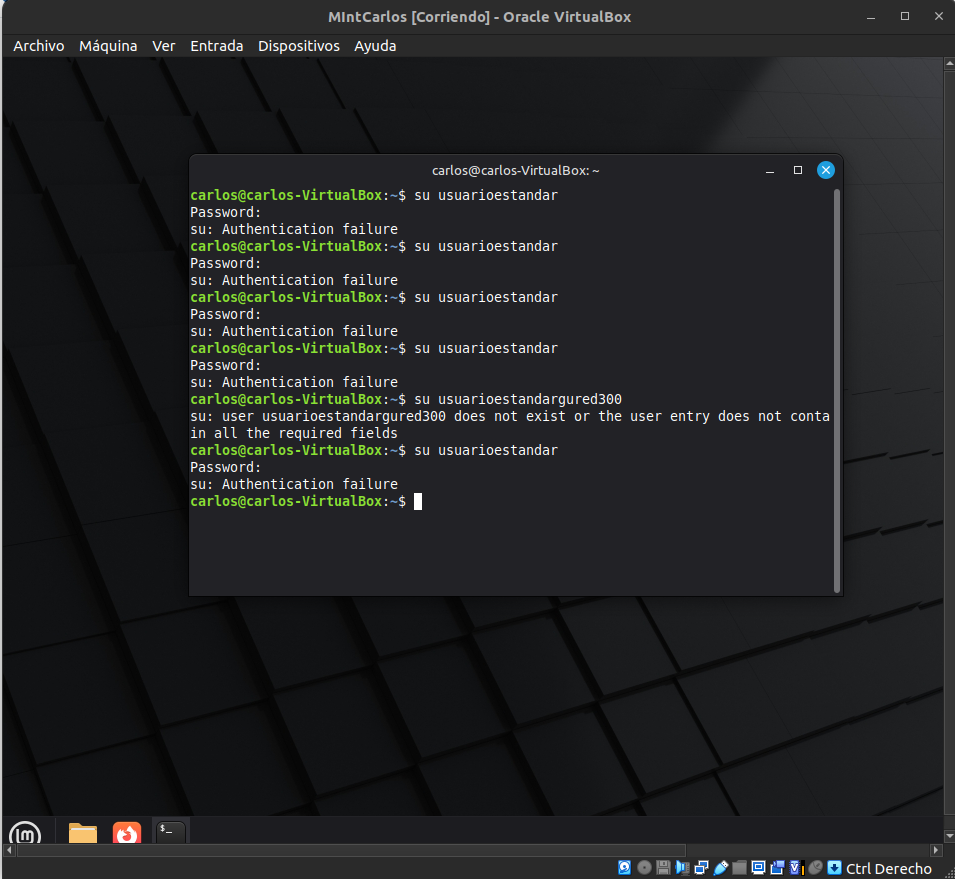 MIntCarlos [Corriendo] - Oracle VirtualBox
Archivo Máquina Ver Entrada Dispositivos Ayuda
carlos@carlos-VirtualBox: ~
carlos@carlos-VirtualBox:~$ su usuarioestandar
Password:
su: Authentication failure
carlos@carlos-VirtualBox:~$ su usuarioestandar
Password:
su: Authentication failure
carlos@carlos-VirtualBox:~$ su usuarioestandar
Password:
su: Authentication failure
carlos@carlos-VirtualBox:~$ su usuarioestandar
Password:
su: Authentication failure
carlos@carlos-VirtualBox:~$ su usuarioestandargured300
su: user usuarioestandargured300 does not exist or the user entry does not conta
in all the required fields
carlos@carlos-VirtualBox:~$ su usuarioestandar
Password:
su: Authentication failure
carlos@carlos-VirtualBox:~$
$_
Ctrl Derecho